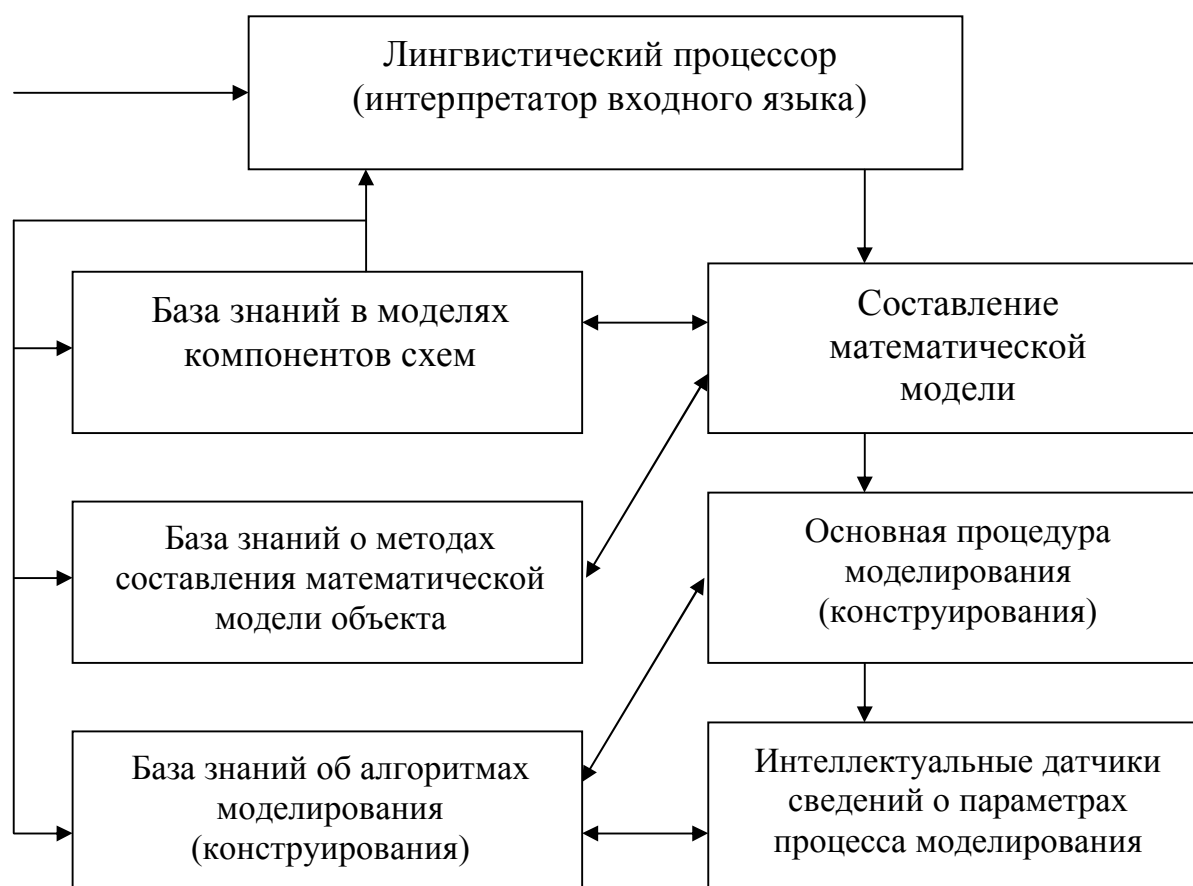 Лингвистический процессор
(интерпретатор входного языка)
База знаний в моделях
компонентов схем
Составление
математической
модели
База знаний о методах
составления математической
модели объекта
Основная процедура
моделирования
(конструирования)
База знаний об алгоритмах
моделирования
(конструирования)
Интеллектуальные датчики
сведений о параметрах
процесса моделирования